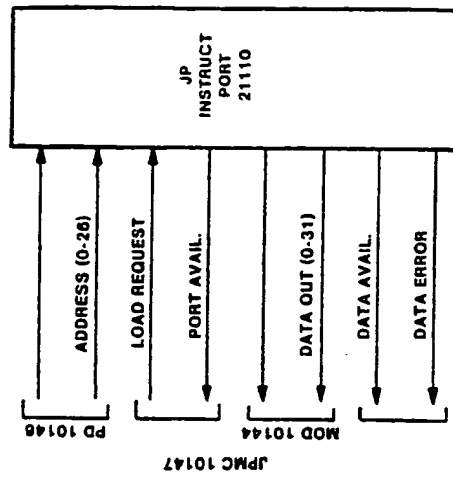 JP
INSTRUCT
PORT
21110
ADDRESS (0-26)
LOAD REQUEST
PORT AVAIL.
DATA OUT (0-31)
DATA AVAIL.
DATA ERROR
PD 10146
MOD 10144
JPMC 10147